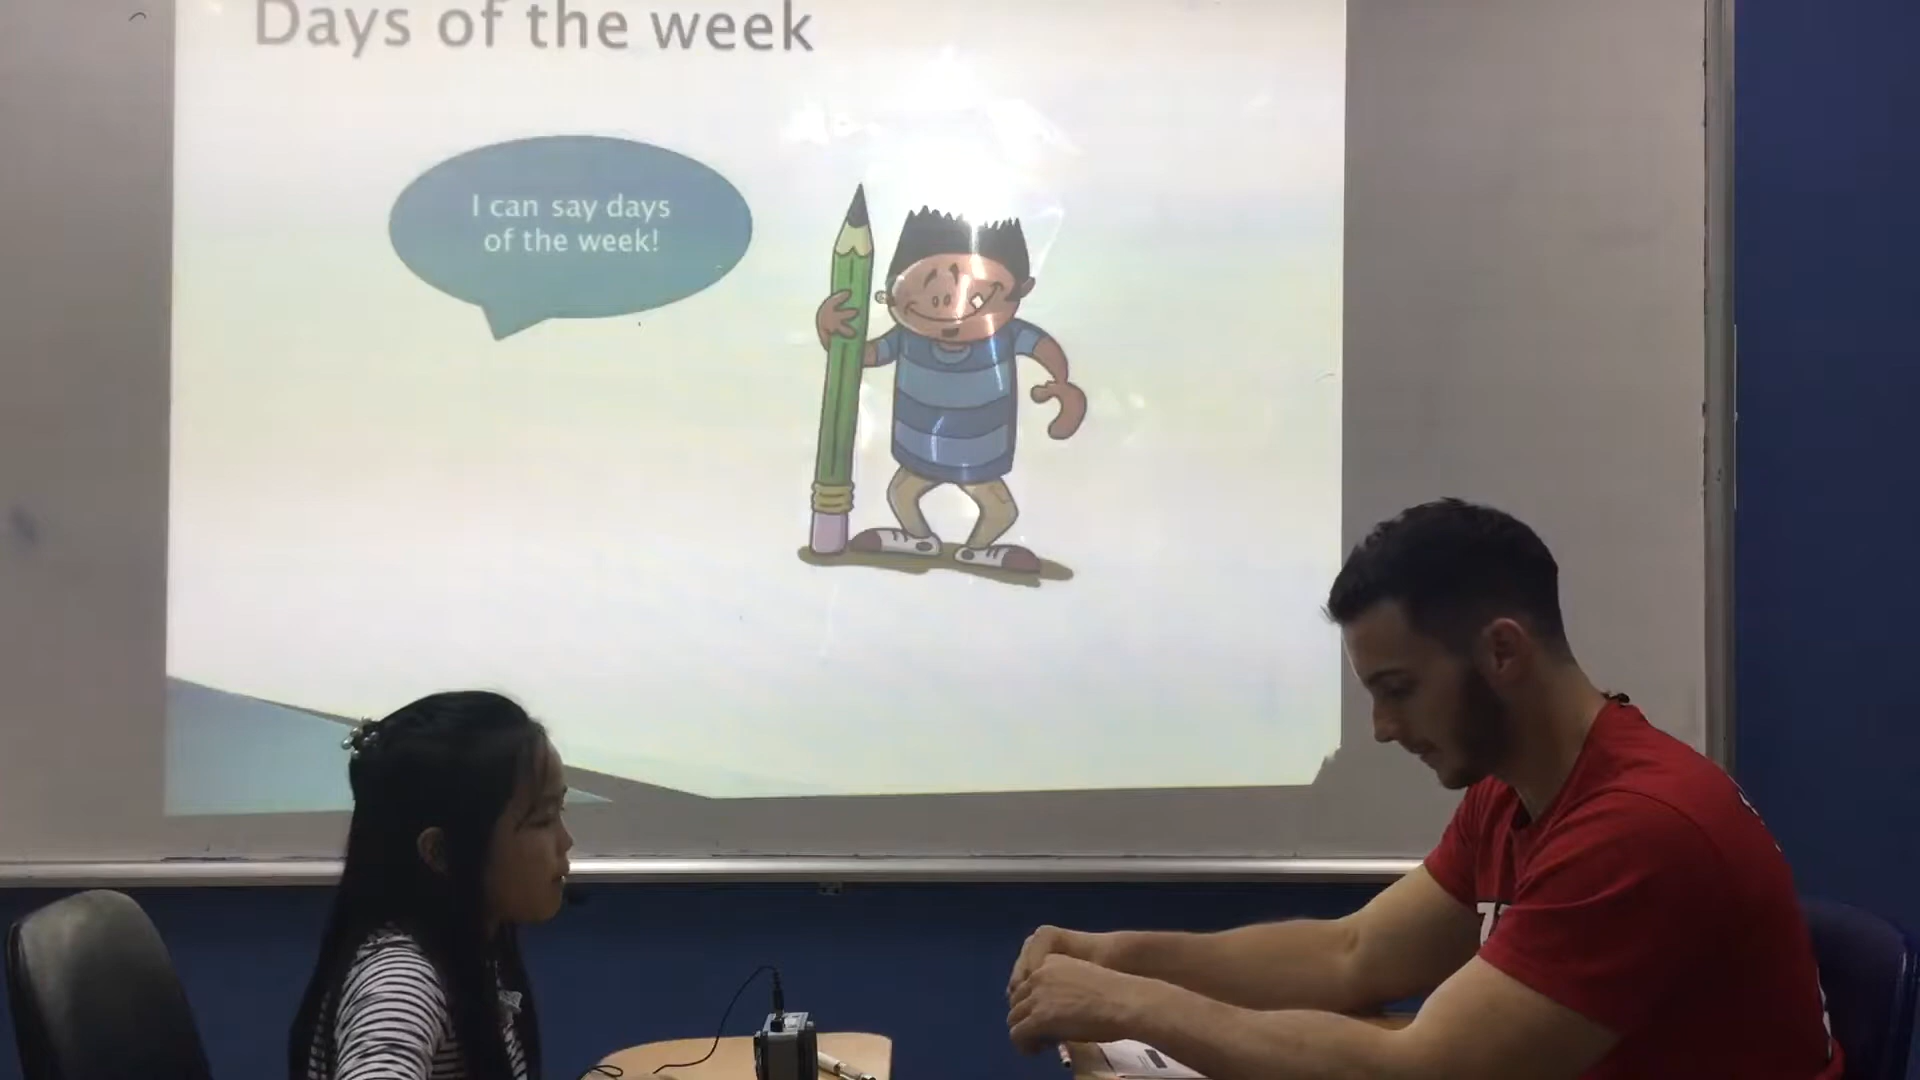 Days of the week
I can say days
of the week!